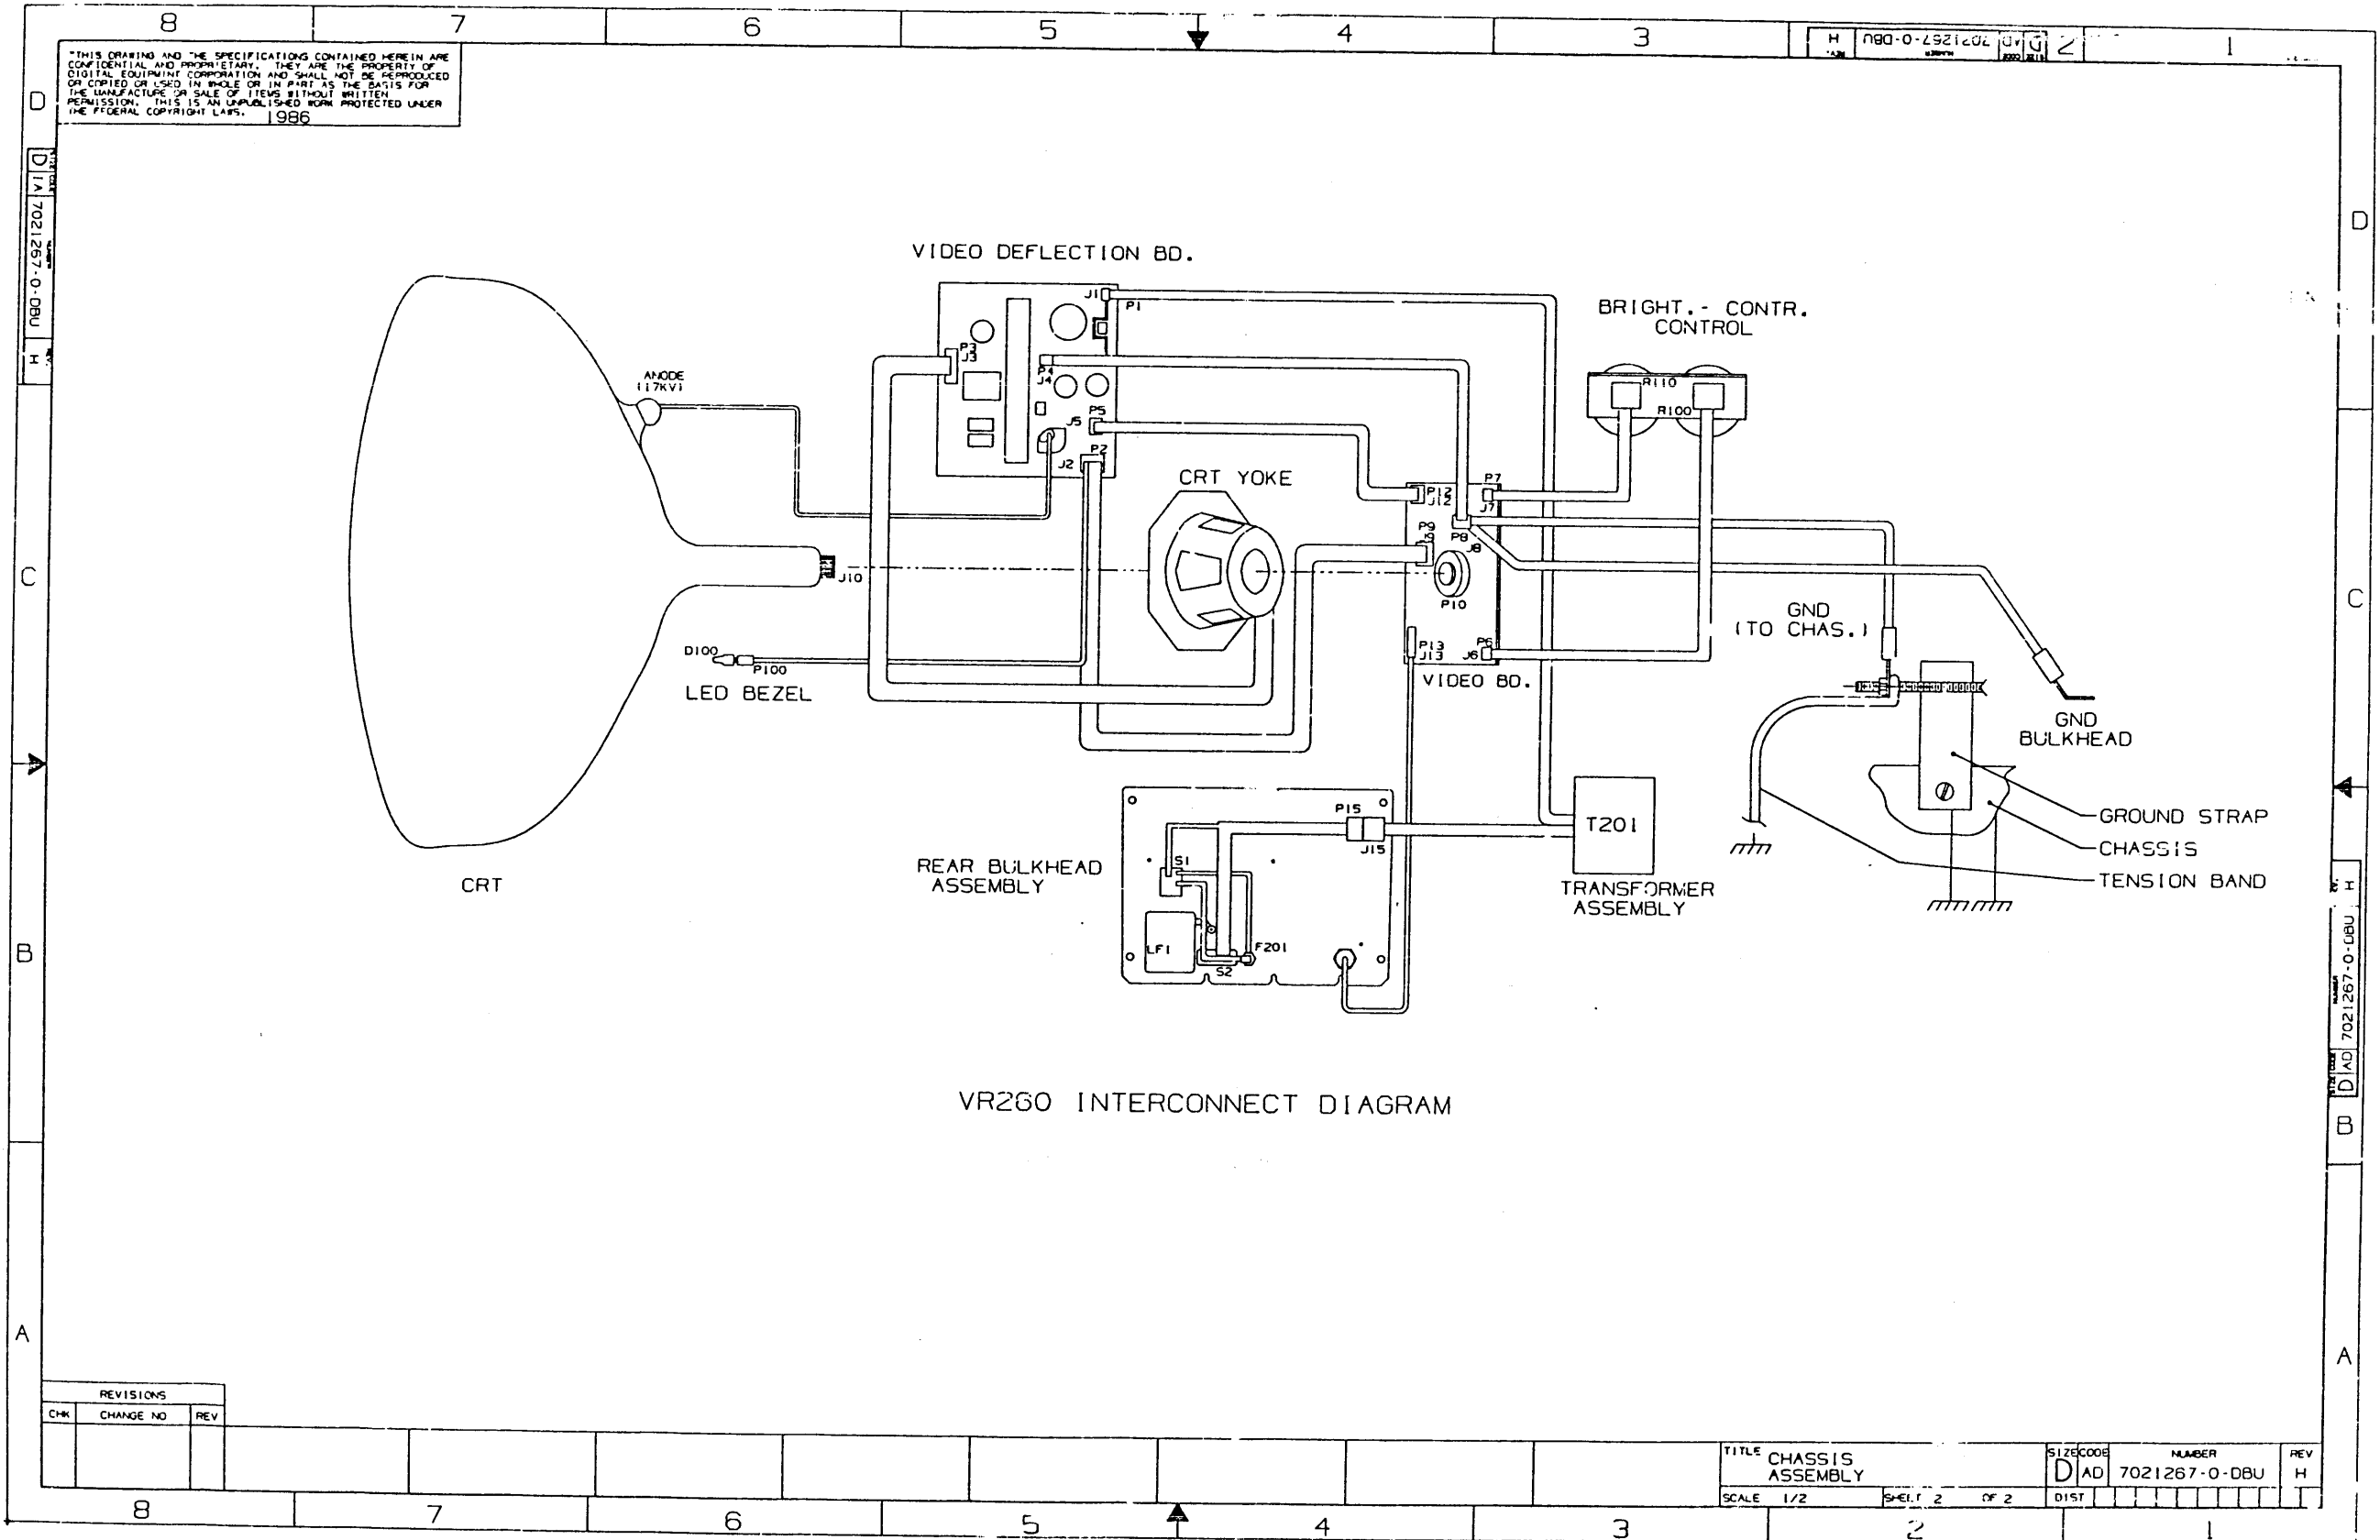 8
7
6
5
4
3
2
1
H
7021267-0-DBU
AD
D
"THIS DRAWING AND THE SPECIFICATIONS CONTAINED HEREIN ARE
CONFIDENTIAL AND PROPRIETARY. THEY ARE THE PROPERTY OF
DIGITAL EQUIPMENT CORPORATION AND SHALL NOT BE REPRODUCED
OR COPIED OR USED IN WHOLE OR IN PART AS THE BASIS FOR
THE MANUFACTURE OR SALE OF ITEMS WITHOUT WRITTEN
PERMISSION. THIS IS AN UNPUBLISHED WORK PROTECTED UNDER
THE FEDERAL COPYRIGHT LAWS. 1986
D
D
D IA 7021267-0-DBU H
VIDEO DEFLECTION BD.
J1
P1
P3
J3
P4
J4
P5
J5
P2
J2
BRIGHT.- CONTR.
CONTROL
R110
R100
ANODE
(17KV)
CRT YOKE
P12
J12
P7
J7
P9
J9
P8
J8
P10
J10
C
C
GND
(TO CHAS.)
D100
P100
LED BEZEL
P13
J13
P6
J6
VIDEO BD.
GND
BULKHEAD
P15
J15
T201
GROUND STRAP
CHASSIS
TENSION BAND
REAR BULKHEAD
ASSEMBLY
S1
LF1
S2
F201
TRANSFORMER
ASSEMBLY
CRT
B
B
D AD 7021267-0-DBU H
VR260 INTERCONNECT DIAGRAM
A
A
REVISIONS
CHK CHANGE NO REV
TITLE CHASSIS
ASSEMBLY
SIZE CODE NUMBER REV
D AD 7021267-0-DBU H
SCALE 1/2 SHEET 2 OF 2 DIST
8
7
6
5
4
3
2
1